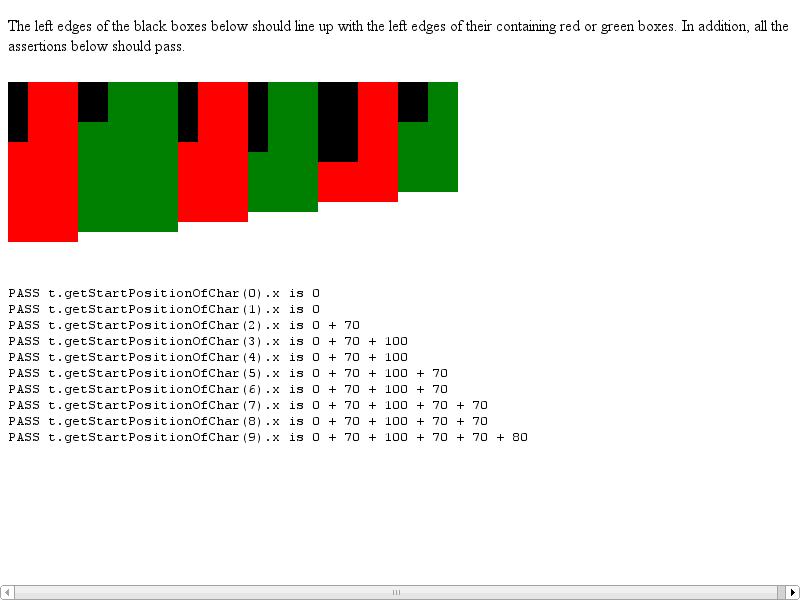 The left edges of the black boxes below should line up with the left edges of their containing red or green boxes. In addition, all the
assertions below should pass.
PASS t.getStartPositionOfChar(0).x is 0
PASS t.getStartPositionOfChar(1).x is 0
PASS t.getStartPositionOfChar(2).x is 0 + 70
PASS t.getStartPositionOfChar(3).x is 0 + 70 + 100
PASS t.getStartPositionOfChar(4).x is 0 + 70 + 100
PASS t.getStartPositionOfChar(5).x is 0 + 70 + 100 + 70
PASS t.getStartPositionOfChar(6).x is 0 + 70 + 100 + 70
PASS t.getStartPositionOfChar(7).x is 0 + 70 + 100 + 70 + 70
PASS t.getStartPositionOfChar(8).x is 0 + 70 + 100 + 70 + 70
PASS t.getStartPositionOfChar(9).x is 0 + 70 + 100 + 70 + 70 + 80